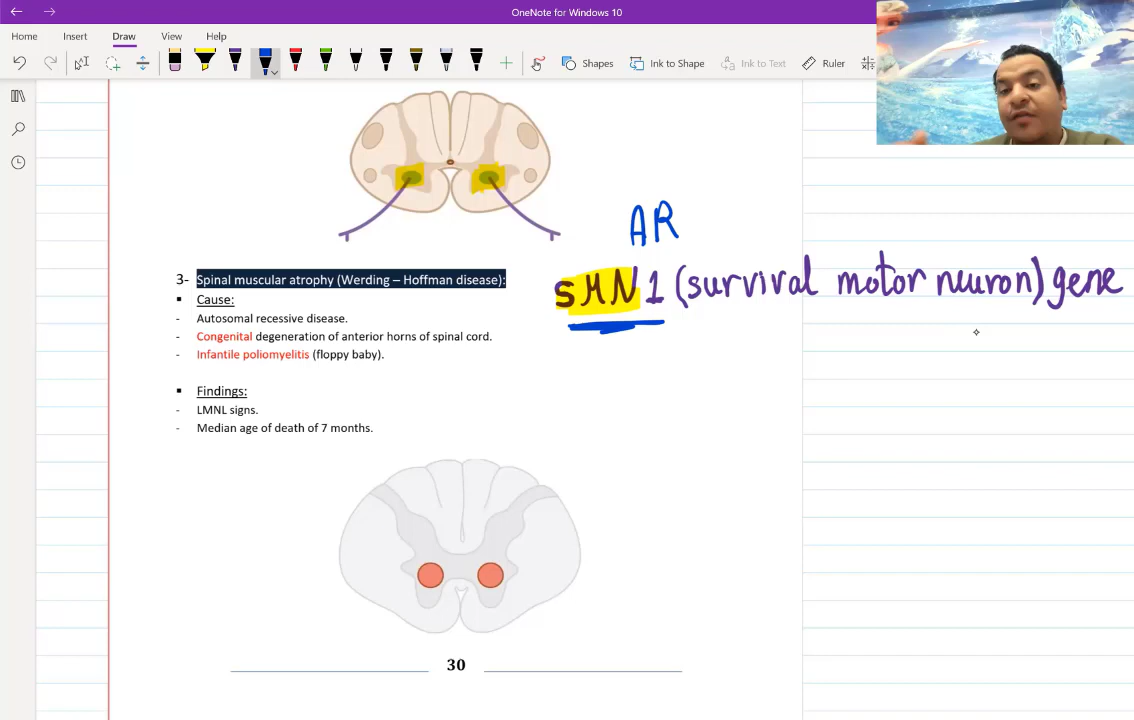 OneNote for Windows 10
Home Insert Draw View Help
Shapes Ink to Shape Ink to Text Ruler
AR
3- Spinal muscular atrophy (Werding – Hoffman disease):
SMN1 (survival motor neuron) gene
▪ Cause:
- Autosomal recessive disease.
- Congenital degeneration of anterior horns of spinal cord.
- Infantile poliomyelitis (floppy baby).
▪ Findings:
- LMNL signs.
- Median age of death of 7 months.
30